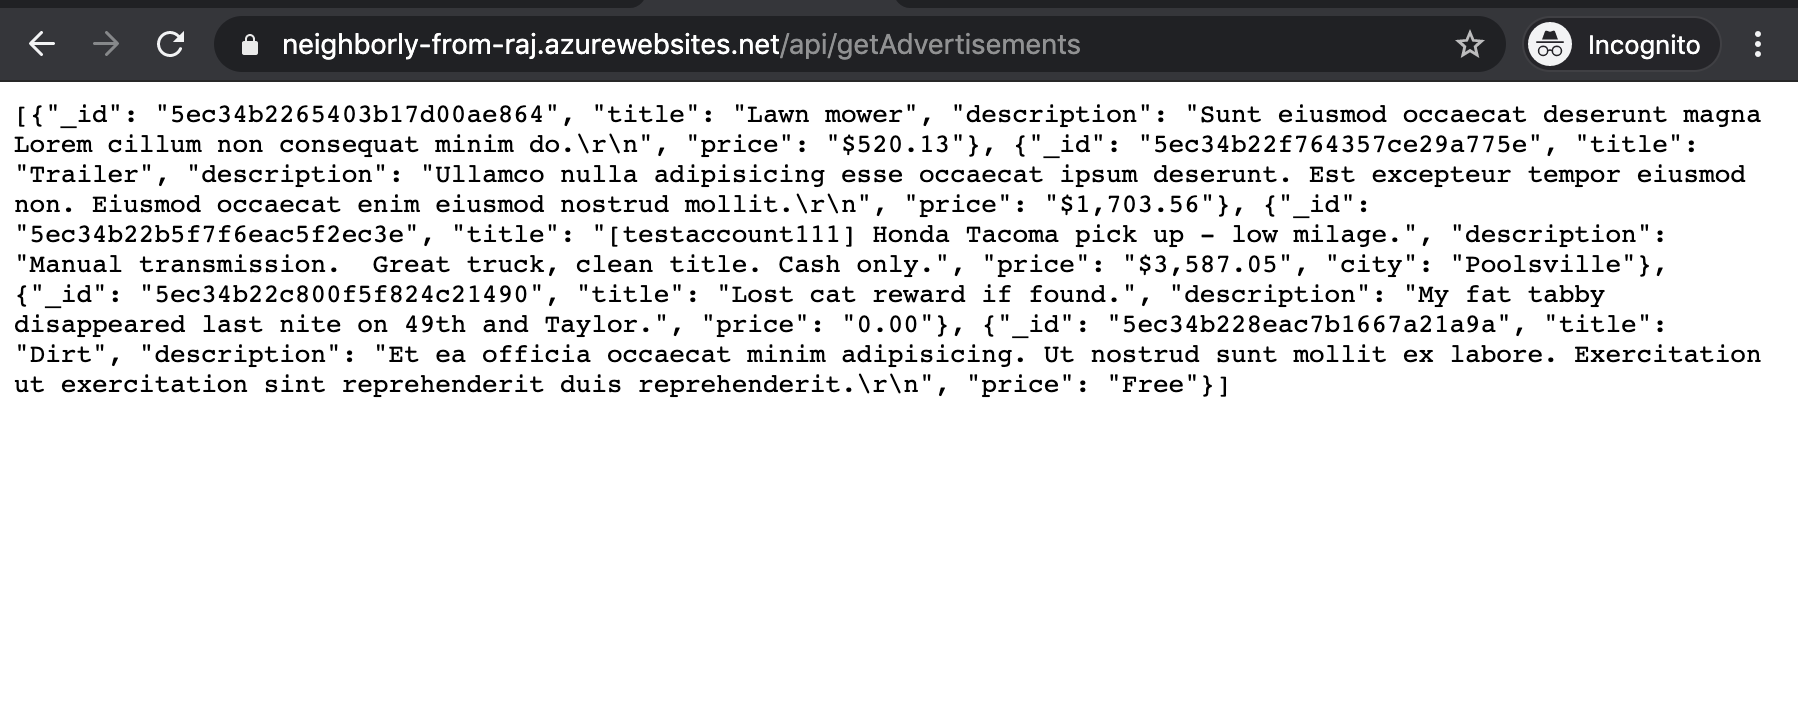 neighborly-from-raj.azurewebsites.net/api/getAdvertisements
Incognito
[{"_id": "5ec34b2265403b17d00ae864", "title": "Lawn mower", "description": "Sunt eiusmod occaecat deserunt magna
Lorem cillum non consequat minim do.\r\n", "price": "$520.13"}, {"_id": "5ec34b22f764357ce29a775e", "title":
"Trailer", "description": "Ullamco nulla adipisicing esse occaecat ipsum deserunt. Est excepteur tempor eiusmod
non. Eiusmod occaecat enim eiusmod nostrud mollit.\r\n", "price": "$1,703.56"}, {"_id":
"5ec34b22b5f7f6eac5f2ec3e", "title": "[testaccount111] Honda Tacoma pick up - low milage.", "description":
"Manual transmission.  Great truck, clean title. Cash only.", "price": "$3,587.05", "city": "Poolsville"},
{"_id": "5ec34b22c800f5f824c21490", "title": "Lost cat reward if found.", "description": "My fat tabby
disappeared last nite on 49th and Taylor.", "price": "0.00"}, {"_id": "5ec34b228eac7b1667a21a9a", "title":
"Dirt", "description": "Et ea officia occaecat minim adipisicing. Ut nostrud sunt mollit ex labore. Exercitation
ut exercitation sint reprehenderit duis reprehenderit.\r\n", "price": "Free"}]